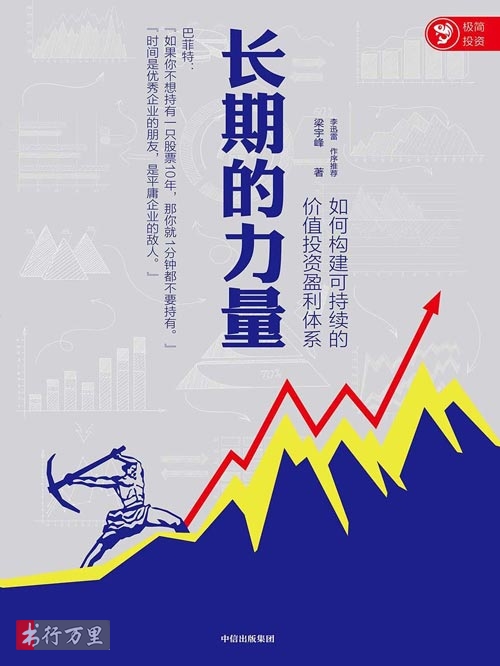 极简
投资
长期的力量
李迅雷 作序推荐
梁宇峰 著
如何构建可持续的
价值投资盈利体系
巴菲特：
『如果你不想持有一只股票10年，那你就1分钟都不要持有。』
『时间是优秀企业的朋友，是平庸企业的敌人。』
70%
中信出版集团
书行万里